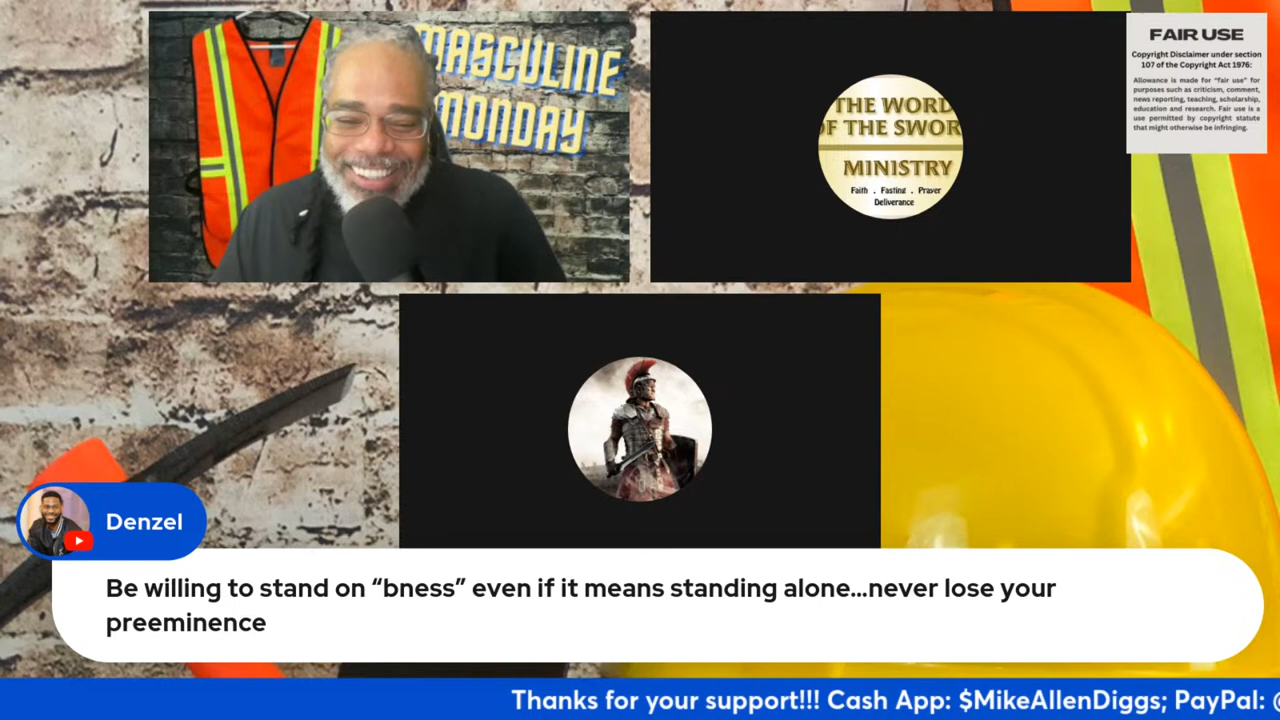 MASCULINE
MONDAY
THE WORD
OF THE SWOR
MINISTRY
Faith . Fasting . Prayer
Deliverance
FAIR USE
Copyright Disclaimer under section
107 of the Copyright Act 1976:
Allowance is made for "fair use" for
purposes such as criticism, comment,
news reporting, teaching, scholarship,
education and research. Fair use is a
use permitted by copyright statute
that might otherwise be infringing.
Denzel
Be willing to stand on “bness” even if it means standing alone...never lose your
preeminence
Thanks for your support!!! Cash App: $MikeAllenDiggs; PayPal: @